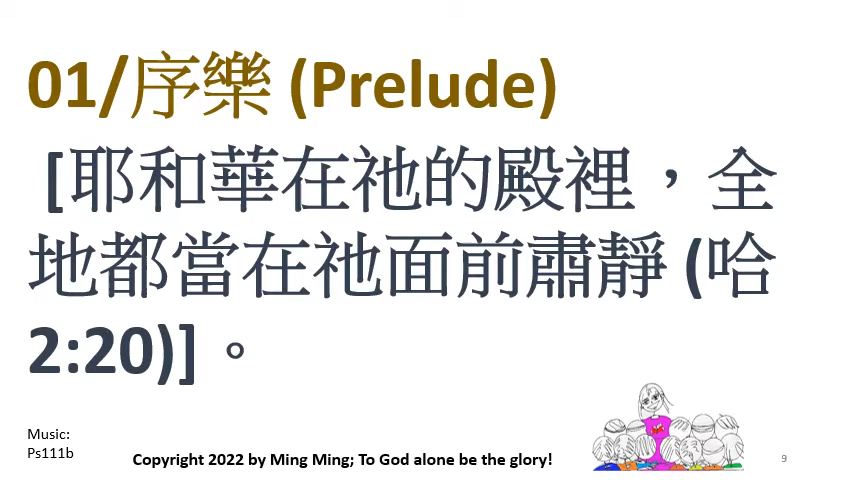 01/序樂 (Prelude)
[耶和華在祂的殿裡，全
地都當在祂面前肅靜 (哈
2:20)]。
Music:
Ps111b
Copyright 2022 by Ming Ming; To God alone be the glory!
9